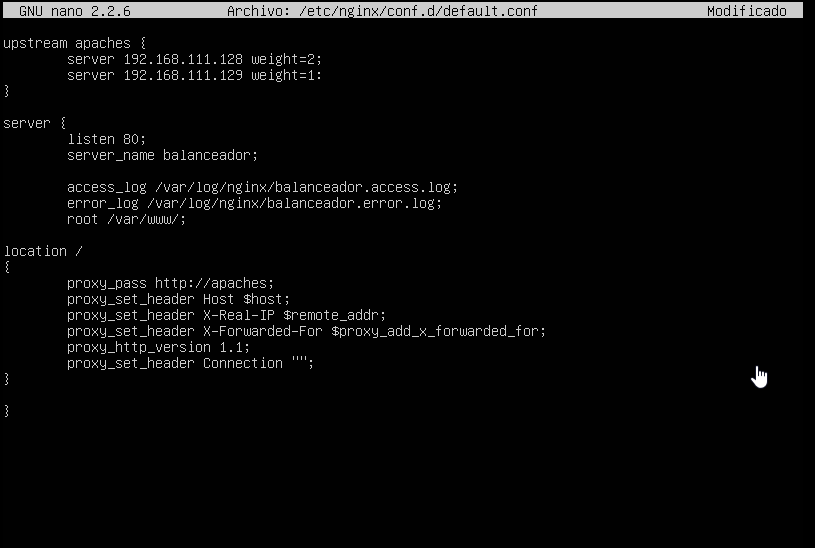 GNU nano 2.2.6 Archivo: /etc/nginx/conf.d/default.conf Modificado
upstream apaches {
server 192.168.111.128 weight=2;
server 192.168.111.129 weight=1:
}
server {
listen 80;
server_name balanceador;
access_log /var/log/nginx/balanceador.access.log;
error_log /var/log/nginx/balanceador.error.log;
root /var/www/;
location /
{
proxy_pass http://apaches;
proxy_set_header Host $host;
proxy_set_header X-Real-IP $remote_addr;
proxy_set_header X-Forwarded-For $proxy_add_x_forwarded_for;
proxy_http_version 1.1;
proxy_set_header Connection "";
}
}